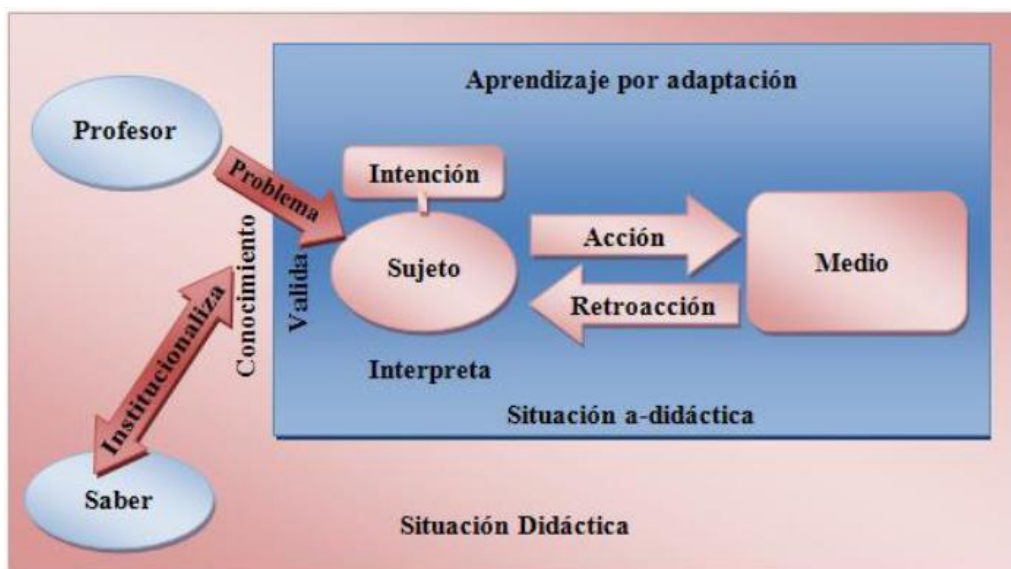 Aprendizaje por adaptación
Profesor
Problema
Intención
Sujeto
Acción
Retroacción
Medio
Conocimiento
Valida
Interpreta
Institucionaliza
Situación a-didáctica
Saber
Situación Didáctica